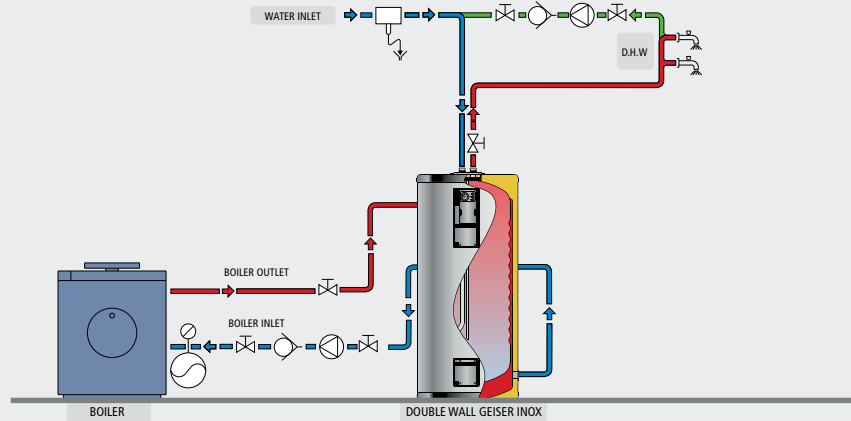 WATER INLET
D.H.W
BOILER OUTLET
BOILER INLET
BOILER
DOUBLE WALL GEISER INOX